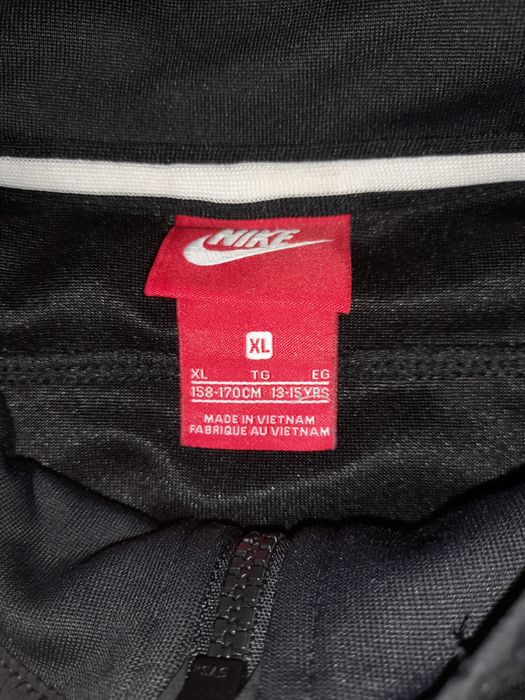 NIKE
XL
XL TG EG
158-170CM 13-15YRS
MADE IN VIETNAM
FABRIQUE AU VIETNAM